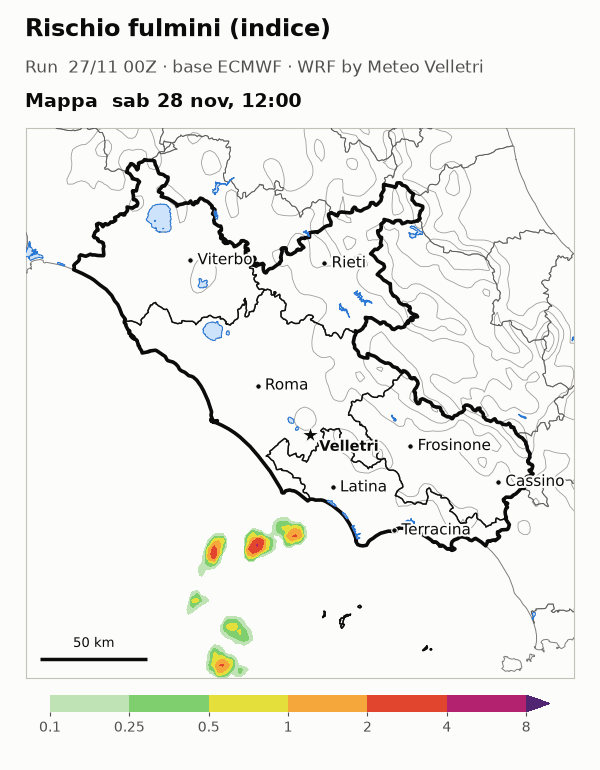 Rischio fulmini (indice)
Run 27/11 00Z · base ECMWF · WRF by Meteo Velletri
Mappa sab 28 nov, 12:00
Viterbo
Rieti
Roma
Velletri
Frosinone
Cassino
Latina
Terracina
50 km
0.1 0.25 0.5 1 2 4 8